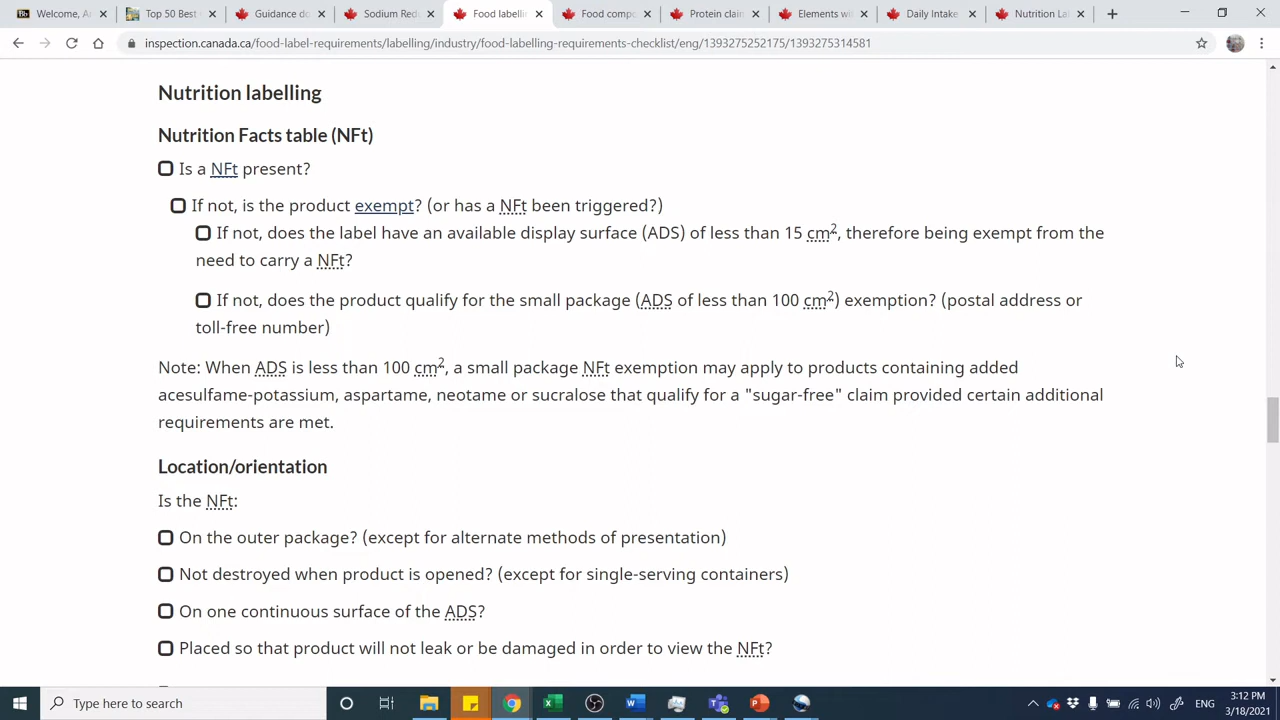 Welcome, A
Top 50 Best
Guidance do
Sodium Red
Food labellin
Food comp
Protein clai
Elements wi
Daily Intake
Nutrition La
inspection.canada.ca/food-label-requirements/labelling/industry/food-labelling-requirements-checklist/eng/1393275252175/1393275314581
Nutrition labelling
Nutrition Facts table (NFt)
Is a NFt present?
If not, is the product exempt? (or has a NFt been triggered?)
If not, does the label have an available display surface (ADS) of less than 15 cm², therefore being exempt from the
need to carry a NFt?
If not, does the product qualify for the small package (ADS of less than 100 cm²) exemption? (postal address or
toll-free number)
Note: When ADS is less than 100 cm², a small package NFt exemption may apply to products containing added
acesulfame-potassium, aspartame, neotame or sucralose that qualify for a "sugar-free" claim provided certain additional
requirements are met.
Location/orientation
Is the NFt:
On the outer package? (except for alternate methods of presentation)
Not destroyed when product is opened? (except for single-serving containers)
On one continuous surface of the ADS?
Placed so that product will not leak or be damaged in order to view the NFt?
Type here to search
ENG
3:12 PM
3/18/2021